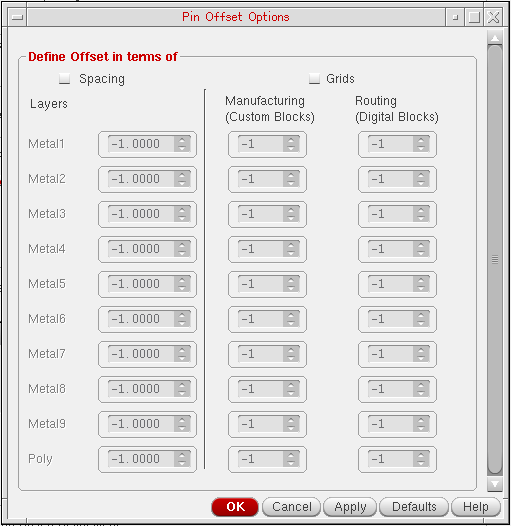 Pin Offset Options
Define Offset in terms of
Spacing Grids
Layers Manufacturing Routing
(Custom Blocks) (Digital Blocks)
Metal1 -1.0000 -1 -1
Metal2 -1.0000 -1 -1
Metal3 -1.0000 -1 -1
Metal4 -1.0000 -1 -1
Metal5 -1.0000 -1 -1
Metal6 -1.0000 -1 -1
Metal7 -1.0000 -1 -1
Metal8 -1.0000 -1 -1
Metal9 -1.0000 -1 -1
Poly -1.0000 -1 -1
OK Cancel Apply Defaults Help